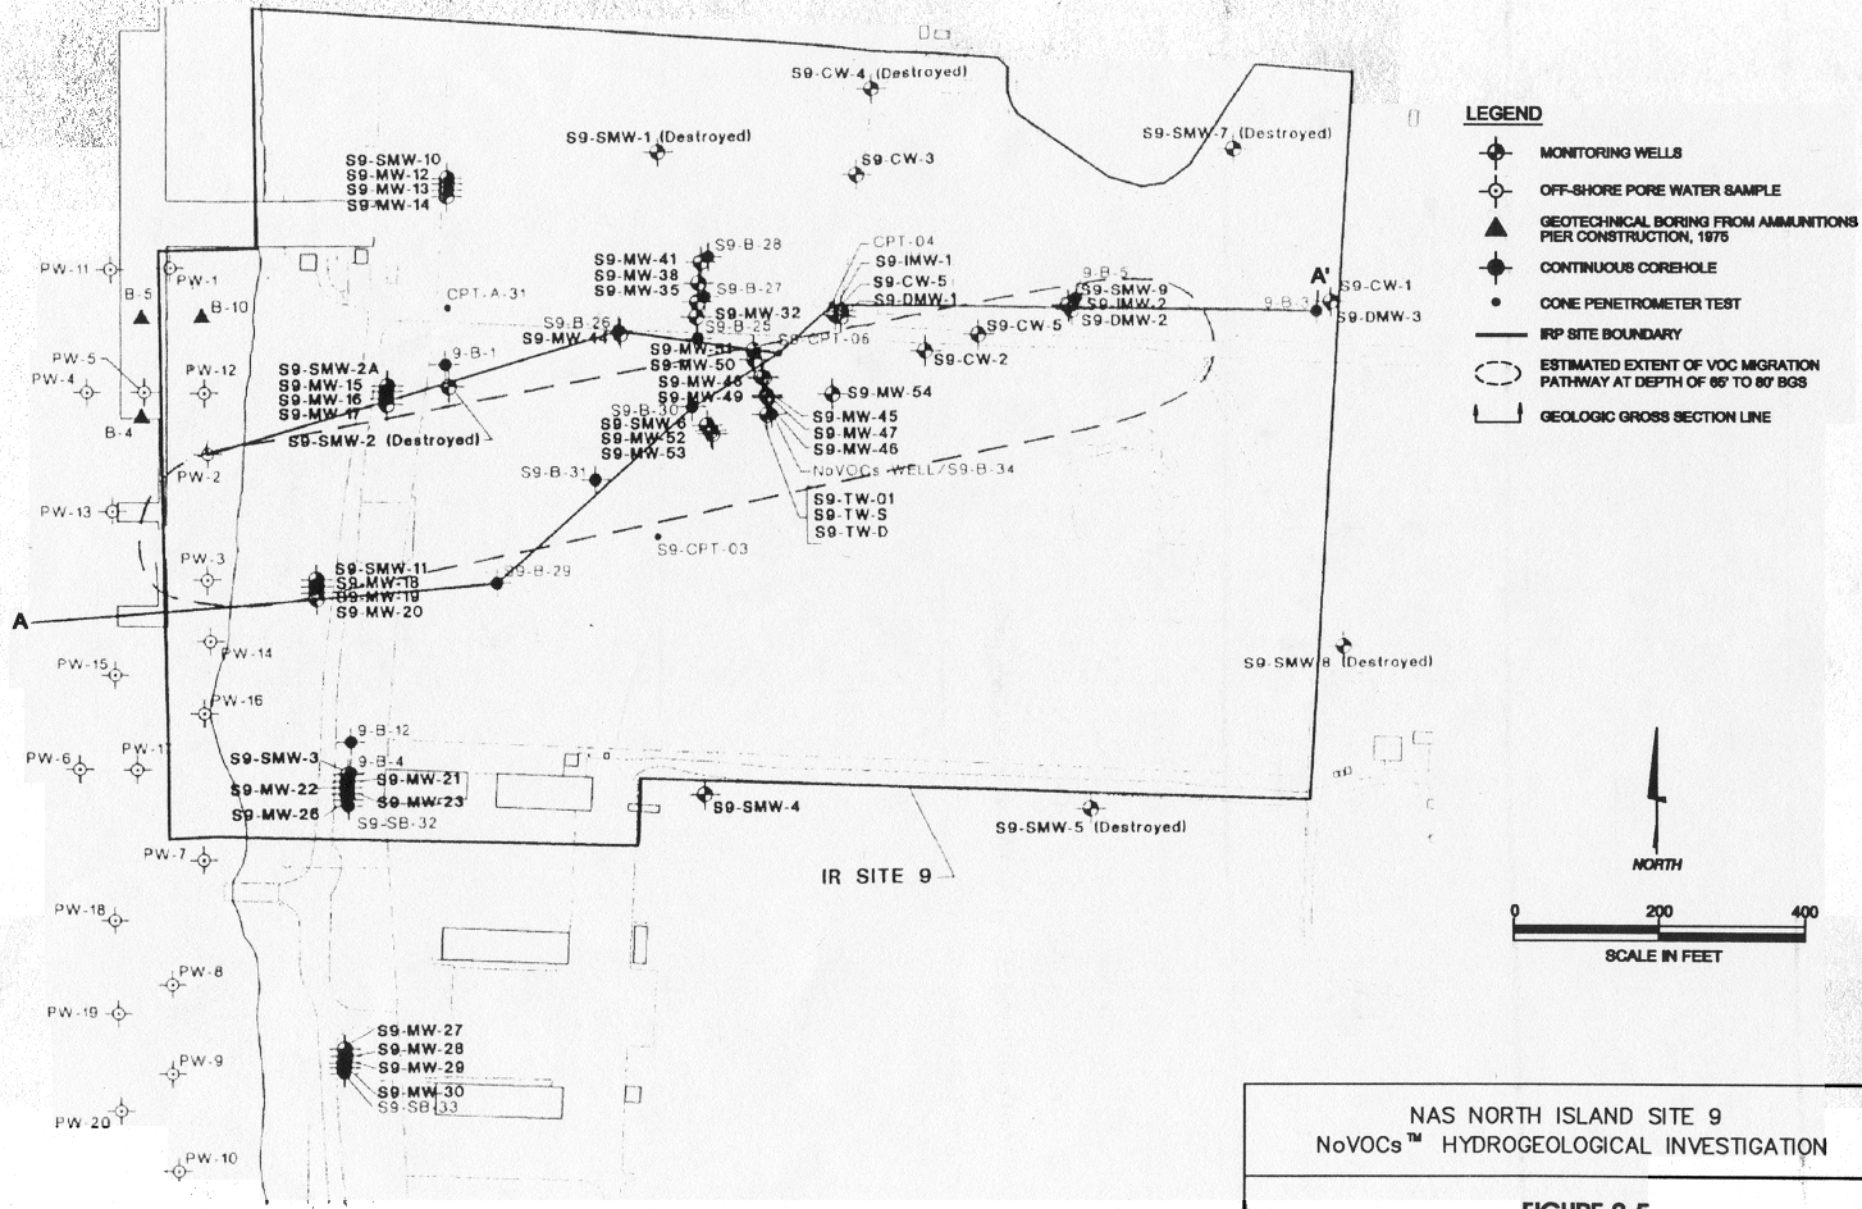 S9-CW-4 (Destroyed)
S9-SMW-1 (Destroyed)
S9-SMW-7 (Destroyed)
S9-CW-3
S9-SMW-10
S9-MW-12
S9-MW-13
S9-MW-14
S9-B-28
S9-MW-41
S9-MW-38
S9-MW-35
S9-B-27
S9-MW-32
S9-B-25
CPT-04
S9-IMW-1
S9-CW-5
S9-DMW-1
9-B-5
S9-SMW-9
S9-IMW-2
S9-DMW-2
A'
9-B-3
S9-CW-1
S9-DMW-3
PW-11
PW-1
B-5
B-10
CPT-A-31
S9-B-26
S9-MW-44
S9-MW-51
S9-CPT-06
S9-MW-50
S9-CW-5
S9-CW-2
PW-5
PW-4
PW-12
B-4
9-B-1
S9-SMW-2A
S9-MW-15
S9-MW-16
S9-MW-17
S9-SMW-2 (Destroyed)
S9-MW-48
S9-MW-49
S9-MW-54
S9-B-30
S9-SMW-6
S9-MW-52
S9-MW-53
S9-MW-45
S9-MW-47
S9-MW-46
NoVOCs WELL/S9-B-34
S9-TW-01
S9-TW-S
S9-TW-D
PW-2
S9-B-31
PW-13
S9-CPT-03
PW-3
S9-SMW-11
S9-MW-18
S9-MW-19
S9-MW-20
S9-B-29
A
PW-14
PW-15
S9-SMW-8 (Destroyed)
PW-16
9-B-12
PW-6
PW-17
S9-SMW-3
9-B-4
S9-MW-21
S9-MW-22
S9-MW-23
S9-MW-26
S9-SB-32
S9-SMW-4
S9-SMW-5 (Destroyed)
PW-7
IR SITE 9
PW-18
PW-8
PW-19
PW-9
PW-20
PW-10
S9-MW-27
S9-MW-28
S9-MW-29
S9-MW-30
S9-SB-33
LEGEND
MONITORING WELLS
OFF-SHORE PORE WATER SAMPLE
GEOTECHNICAL BORING FROM AMMUNITIONS
PIER CONSTRUCTION, 1975
CONTINUOUS COREHOLE
CONE PENETROMETER TEST
IRP SITE BOUNDARY
ESTIMATED EXTENT OF VOC MIGRATION
PATHWAY AT DEPTH OF 65' TO 80' BGS
GEOLOGIC GROSS SECTION LINE
NORTH
0 200 400
SCALE IN FEET
NAS NORTH ISLAND SITE 9
NoVOCs™ HYDROGEOLOGICAL INVESTIGATION